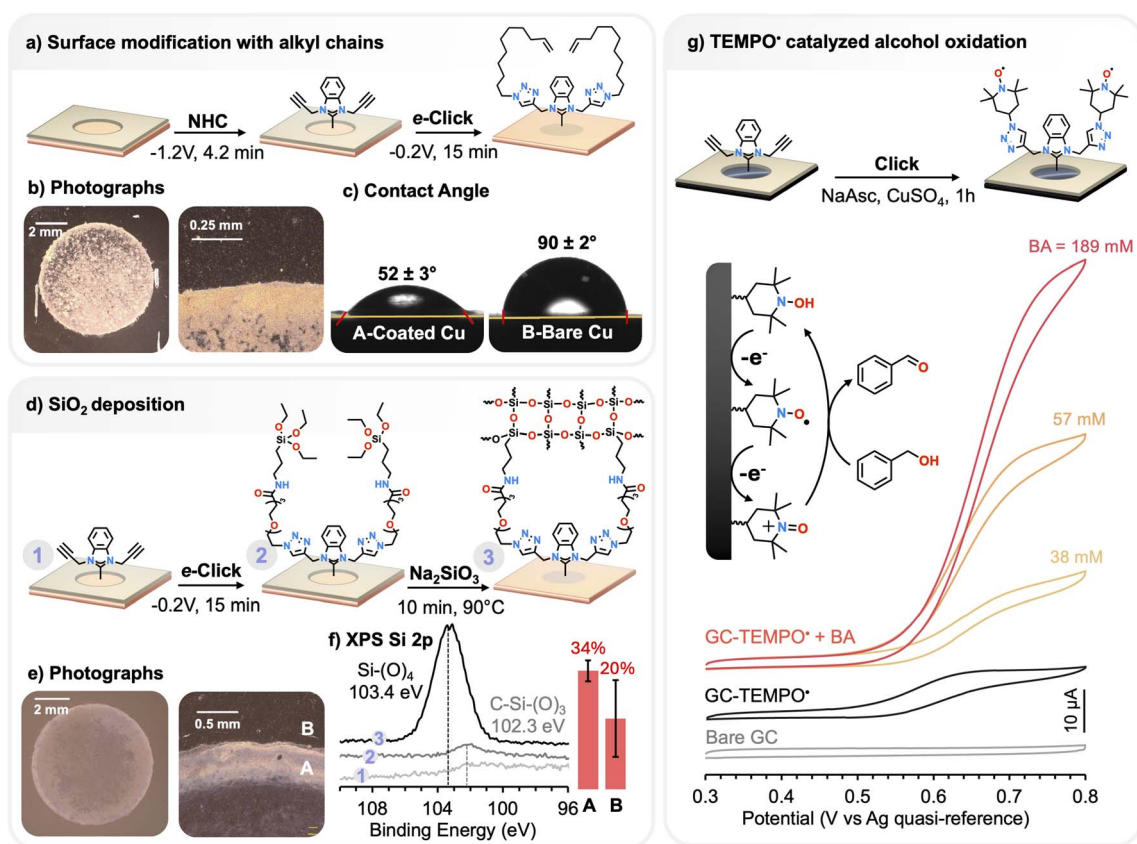 a) Surface modification with alkyl chains
NHC
-1.2V, 4.2 min
e-Click
-0.2V, 15 min
N N N N N N N N
b) Photographs
2 mm
0.25 mm
c) Contact Angle
52 ± 3°
A-Coated Cu
90 ± 2°
B-Bare Cu
d) SiO2 deposition
1
e-Click
-0.2V, 15 min
2
Na2SiO3
10 min, 90°C
3
e) Photographs
2 mm
0.5 mm
B
A
f) XPS Si 2p
Si-(O)4
103.4 eV
C-Si-(O)3
102.3 eV
3
2
1
108 104 100 96
Binding Energy (eV)
34%
20%
A B
g) TEMPO• catalyzed alcohol oxidation
Click
NaAsc, CuSO4, 1h
BA = 189 mM
57 mM
38 mM
N-OH
-e-
N-O•
-e-
+N=O
O
OH
GC-TEMPO• + BA
GC-TEMPO•
Bare GC
10 µA
0.3 0.4 0.5 0.6 0.7 0.8
Potential (V vs Ag quasi-reference)